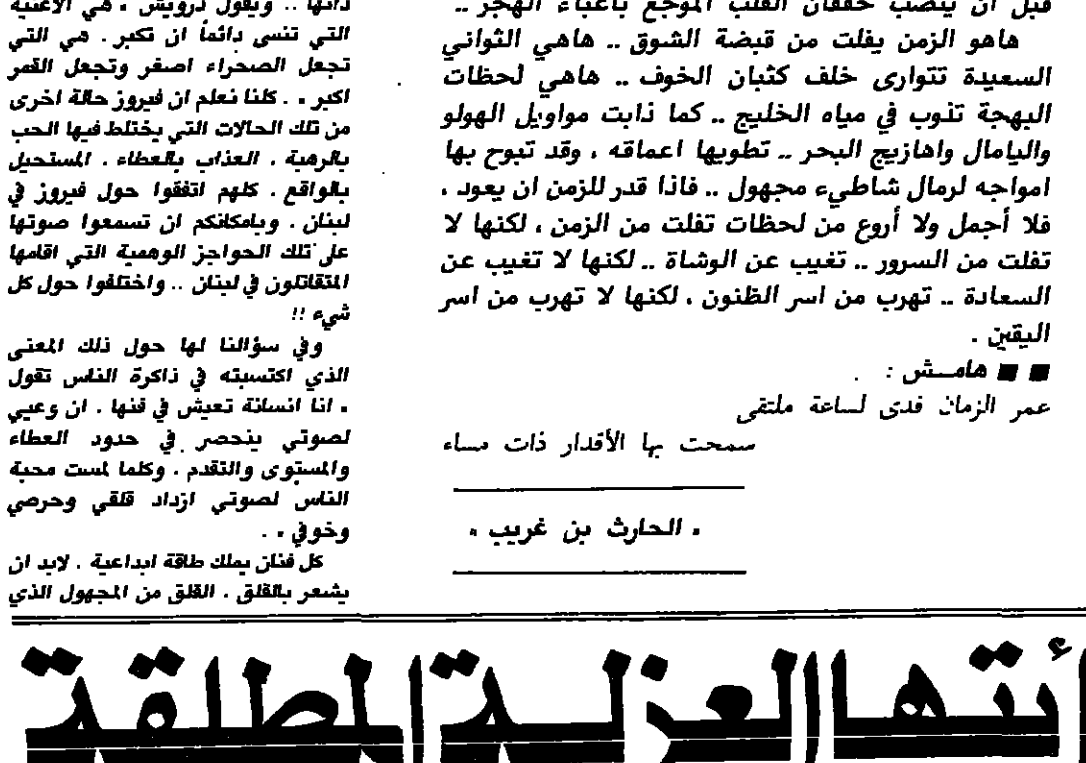 قبل ان ينضب خفقان القلب الموجع بأعباء الهجر ..
هاهو الزمن يفلت من قبضة الشوق .. هاهي الثواني
السعيدة تتوارى خلف كثبان الخوف .. هاهي لحظات
البهجة تذوب في مياه الخليج .. كما ذابت مواويل الهولو
واليامال واهازيج البحر .. تطويها اعماقه ، وقد تبوح بها
امواجه لرمال شاطيء مجهول .. فاذا قدر للزمن ان يعود ،
فلا أجمل ولا أروع من لحظات تفلت من الزمن ، لكنها لا
تفلت من السرور .. تغيب عن الوشاة .. لكنها لا تغيب عن
السعادة .. تهرب من اسر الظنون ، لكنها لا تهرب من اسر
اليقين .
■ ■ هامــش :
عمر الزمان فدى لساعة ملتقى
سمحت بها الأقدار ذات مساء
« الحارث بن غريب »
ذاتها .. ويقول درويش « هي الأغنية
التي تنسى دائماً ان تكبر . هي التي
تجعل الصحراء اصغر وتجعل القمر
اكبر » . كلنا نعلم ان فيروز حالة اخرى
من تلك الحالات التي يختلط فيها الحب
بالرهبة . العذاب بالعطاء . المستحيل
بالواقع . كلهم اتفقوا حول فيروز في
لبنان . وبامكانكم ان تسمعوا صوتها
على تلك الحواجز الوهمية التي اقامها
المتقاتلون في لبنان .. واختلفوا حول كل
شيء !!
وفي سؤالنا لها حول ذلك المعنى
الذي اكتسبته في ذاكرة الناس تقول
« انا انسانة تعيش في فنها . ان وعيي
لصوتي ينحصر في حدود العطاء
والمستوى والتقدم . وكلما لمست محبة
الناس لصوتي ازداد قلقي وحرصي
وخوفي » .
كل فنان يملك طاقة ابداعية . لابد ان
يشعر بالقلق . القلق من المجهول الذي
أيتها العزلة المطلقة